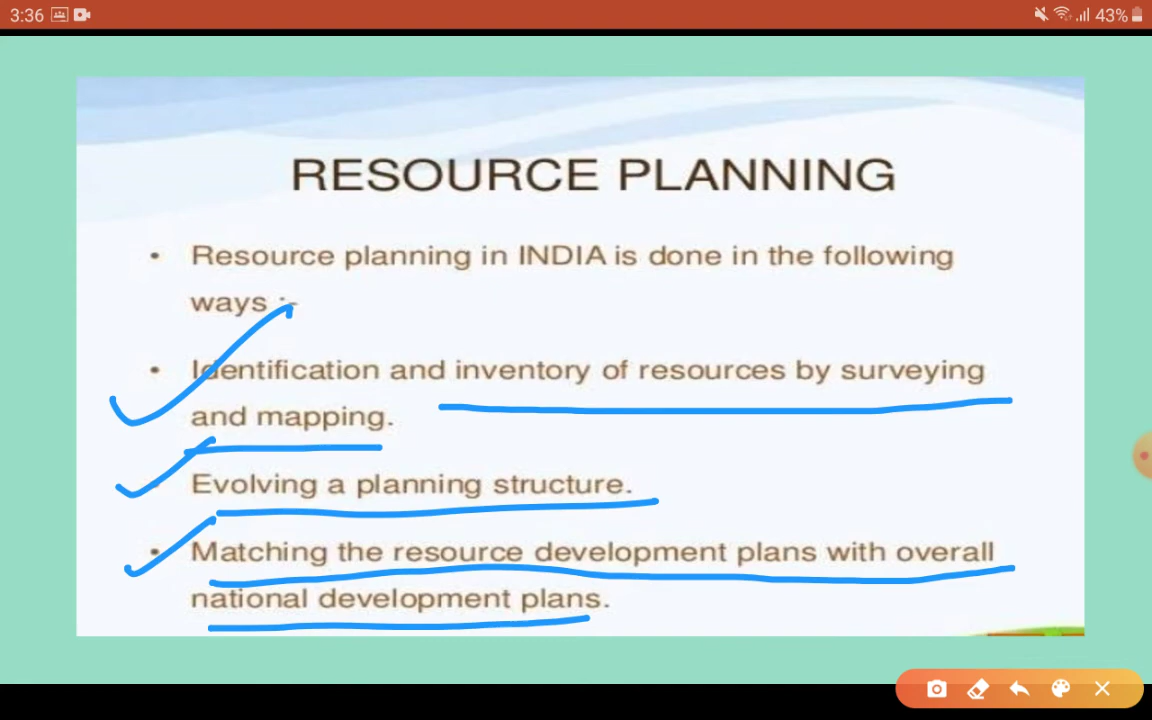 3:36
43%
RESOURCE PLANNING
• Resource planning in INDIA is done in the following
ways :-
• Identification and inventory of resources by surveying
and mapping.
Evolving a planning structure.
• Matching the resource development plans with overall
national development plans.